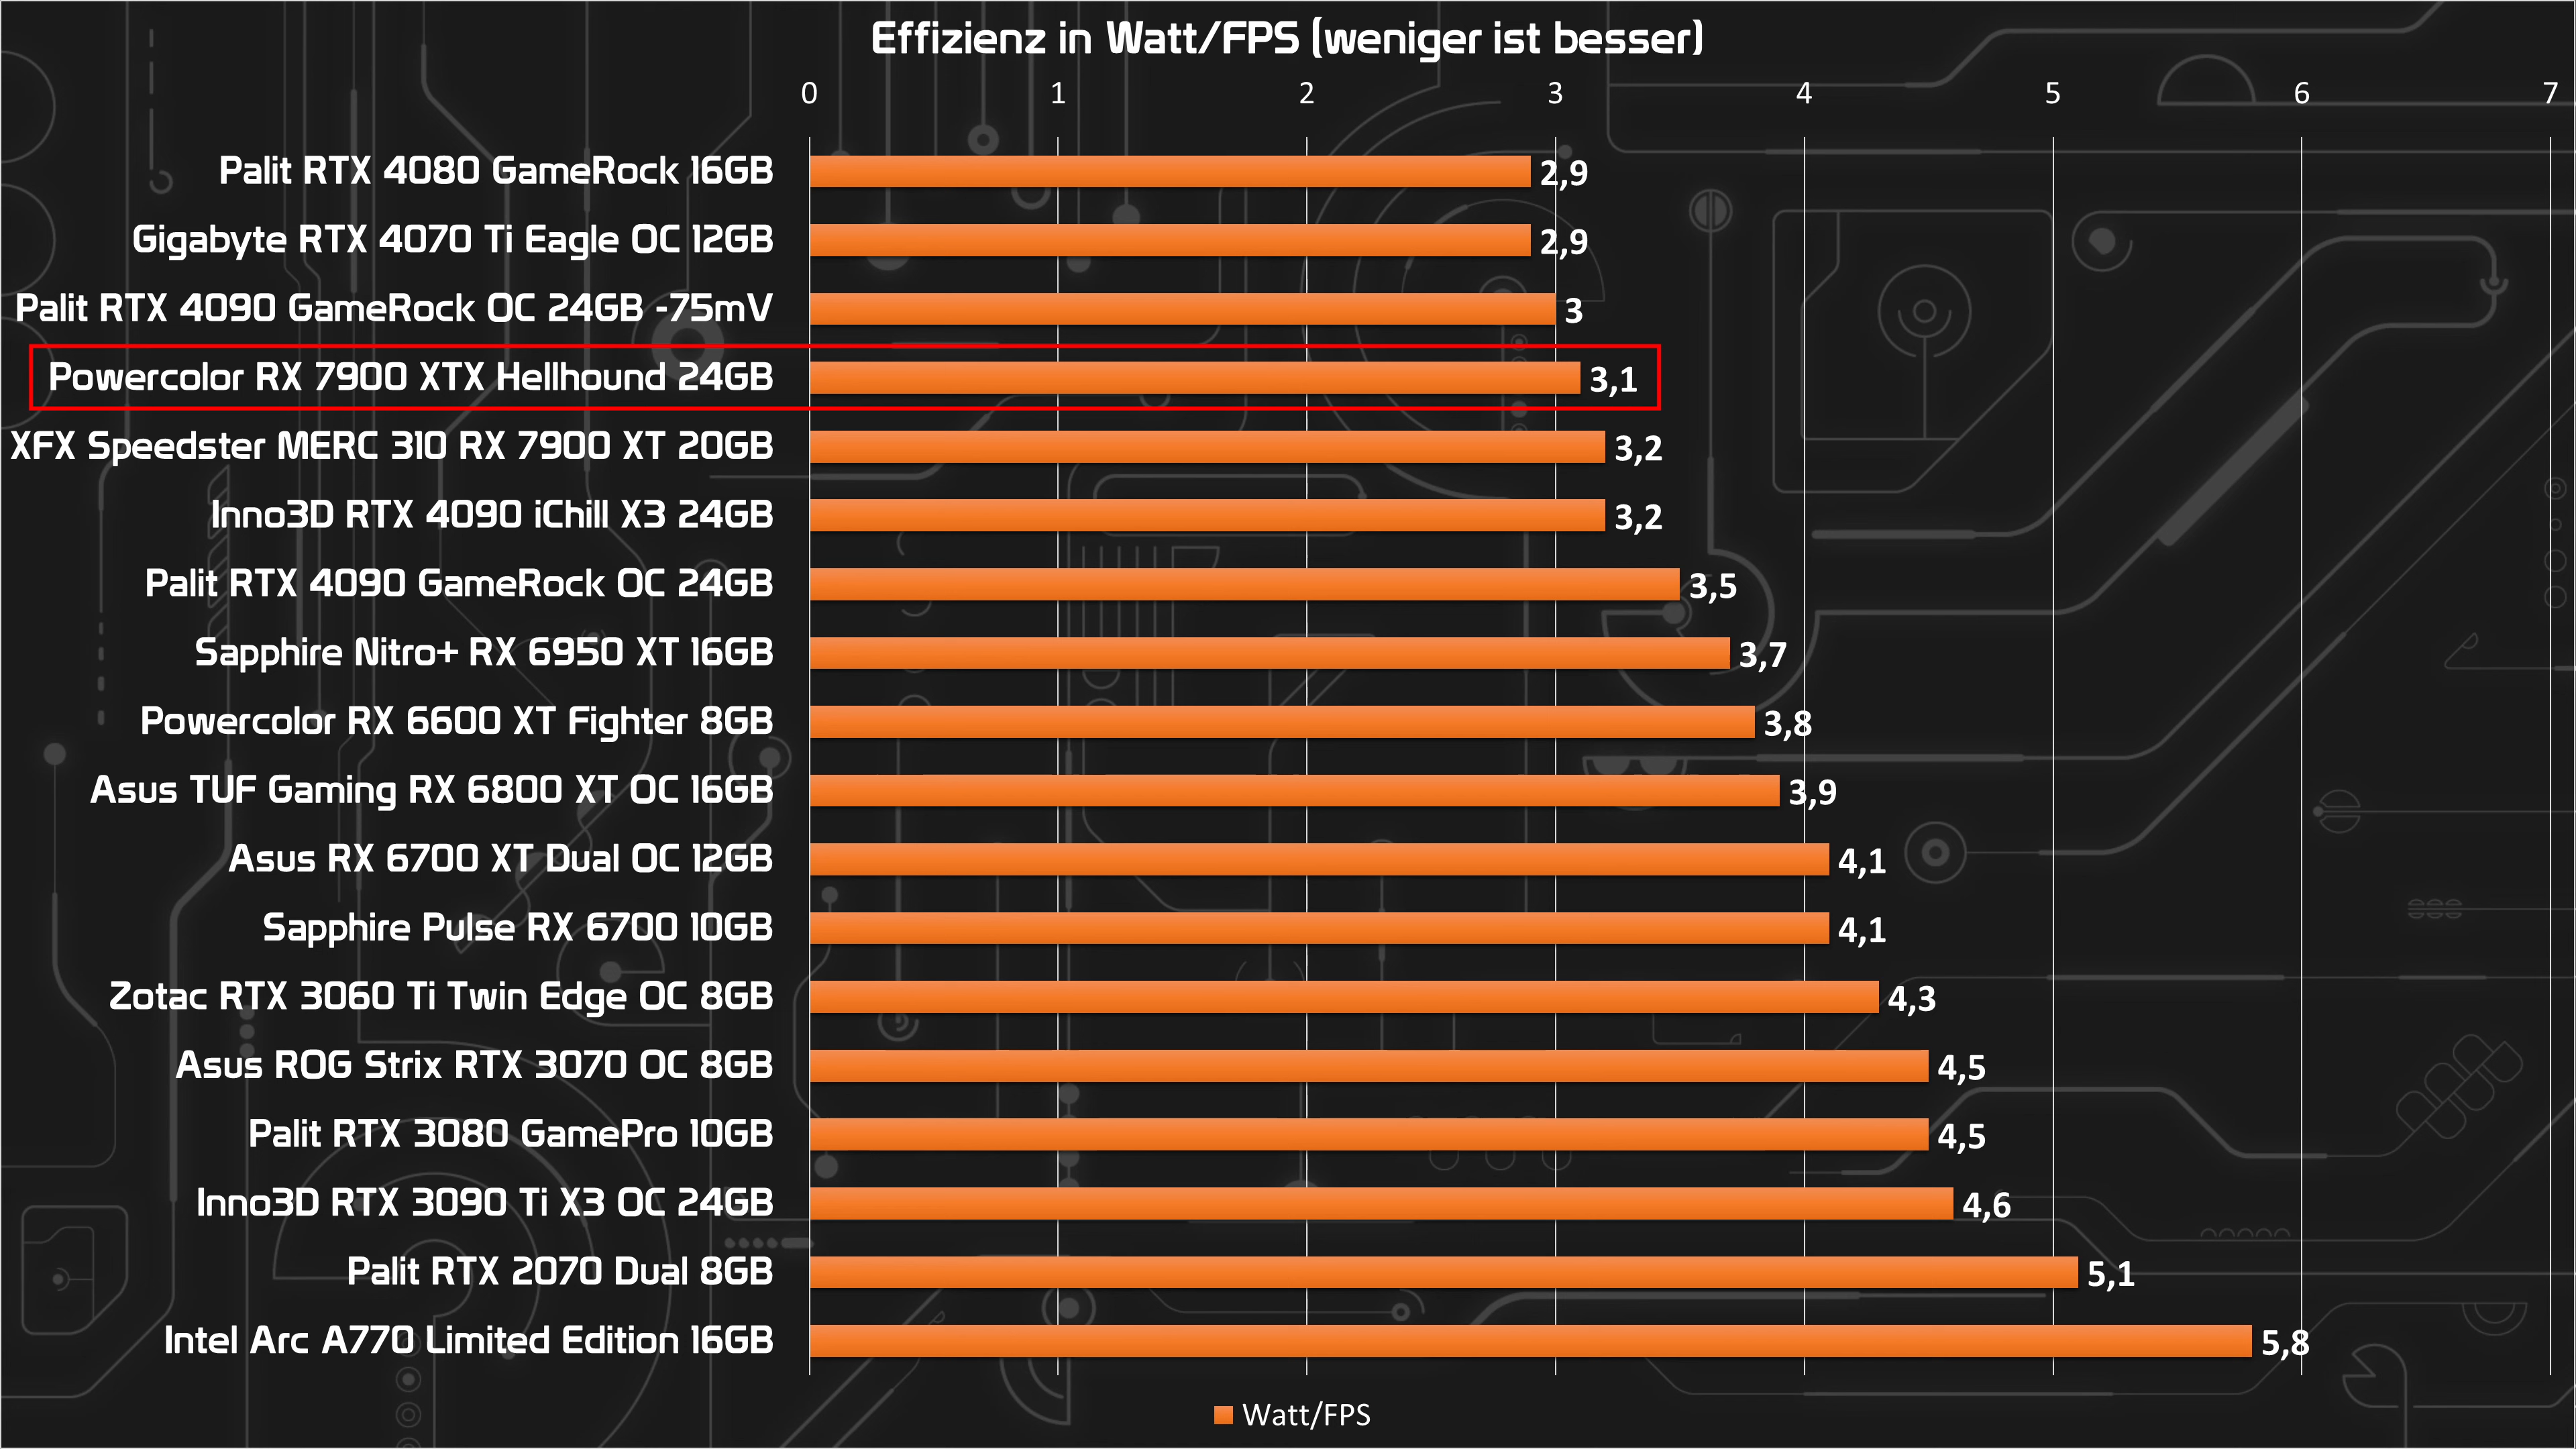 Effizienz in Watt/FPS (weniger ist besser)
0 1 2 3 4 5 6 7
Palit RTX 4080 GameRock 16GB 2,9
Gigabyte RTX 4070 Ti Eagle OC 12GB 2,9
Palit RTX 4090 GameRock OC 24GB -75mV 3
Powercolor RX 7900 XTX Hellhound 24GB 3,1
XFX Speedster MERC 310 RX 7900 XT 20GB 3,2
Inno3D RTX 4090 iChill X3 24GB 3,2
Palit RTX 4090 GameRock OC 24GB 3,5
Sapphire Nitro+ RX 6950 XT 16GB 3,7
Powercolor RX 6600 XT Fighter 8GB 3,8
Asus TUF Gaming RX 6800 XT OC 16GB 3,9
Asus RX 6700 XT Dual OC 12GB 4,1
Sapphire Pulse RX 6700 10GB 4,1
Zotac RTX 3060 Ti Twin Edge OC 8GB 4,3
Asus ROG Strix RTX 3070 OC 8GB 4,5
Palit RTX 3080 GamePro 10GB 4,5
Inno3D RTX 3090 Ti X3 OC 24GB 4,6
Palit RTX 2070 Dual 8GB 5,1
Intel Arc A770 Limited Edition 16GB 5,8
Watt/FPS